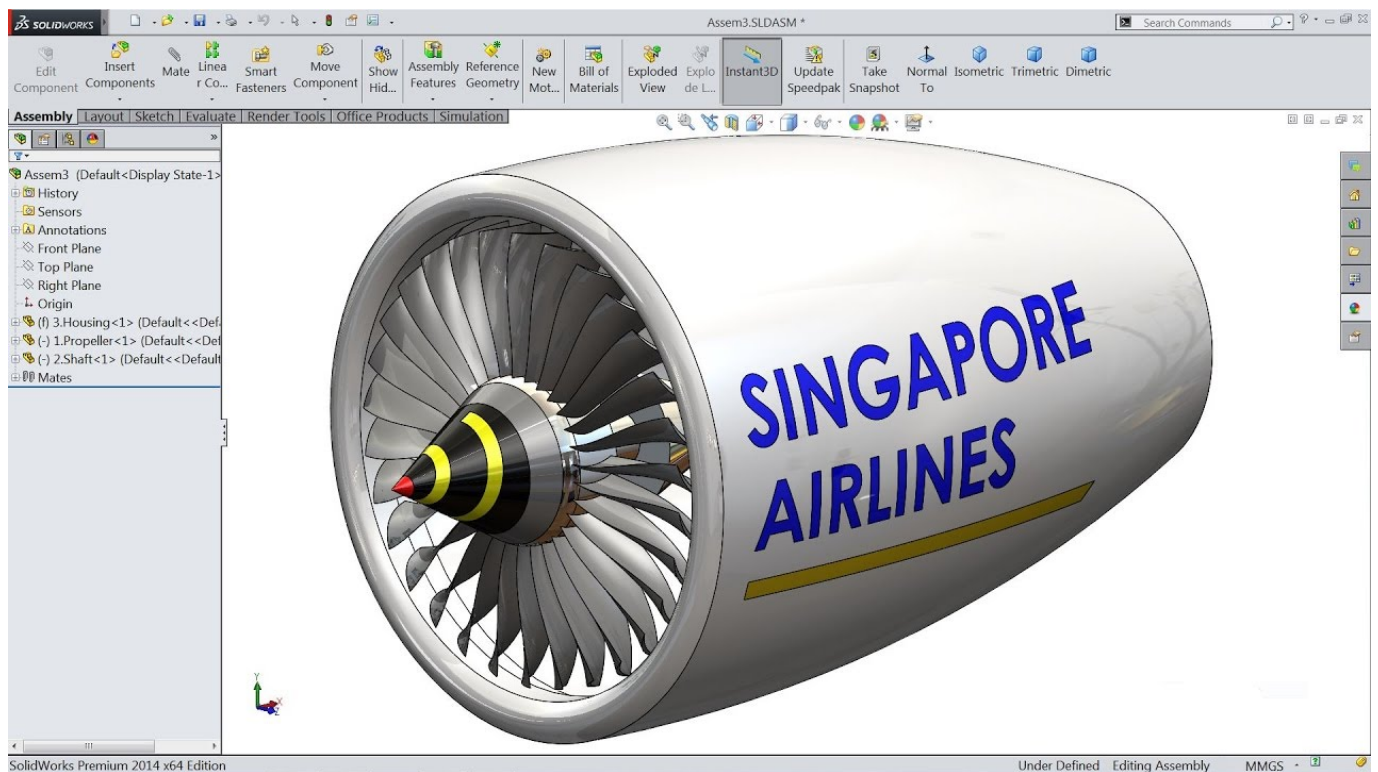 SOLIDWORKS
Assem3.SLDASM *
Search Commands
Edit Component
Insert Components
Mate
Linea r Co...
Smart Fasteners
Move Component
Show Hid...
Assembly Features
Reference Geometry
New Mot...
Bill of Materials
Exploded View
Explo de L...
Instant3D
Update Speedpak
Take Snapshot
Normal To
Isometric
Trimetric
Dimetric
Assembly Layout Sketch Evaluate Render Tools Office Products Simulation
Assem3 (Default<Display State-1>
History
Sensors
Annotations
Front Plane
Top Plane
Right Plane
Origin
(f) 3.Housing<1> (Default<<Def
(-) 1.Propeller<1> (Default<<Def
(-) 2.Shaft<1> (Default<<Default
Mates
SINGAPORE
AIRLINES
Y
X
Z
SolidWorks Premium 2014 x64 Edition
Under Defined Editing Assembly MMGS